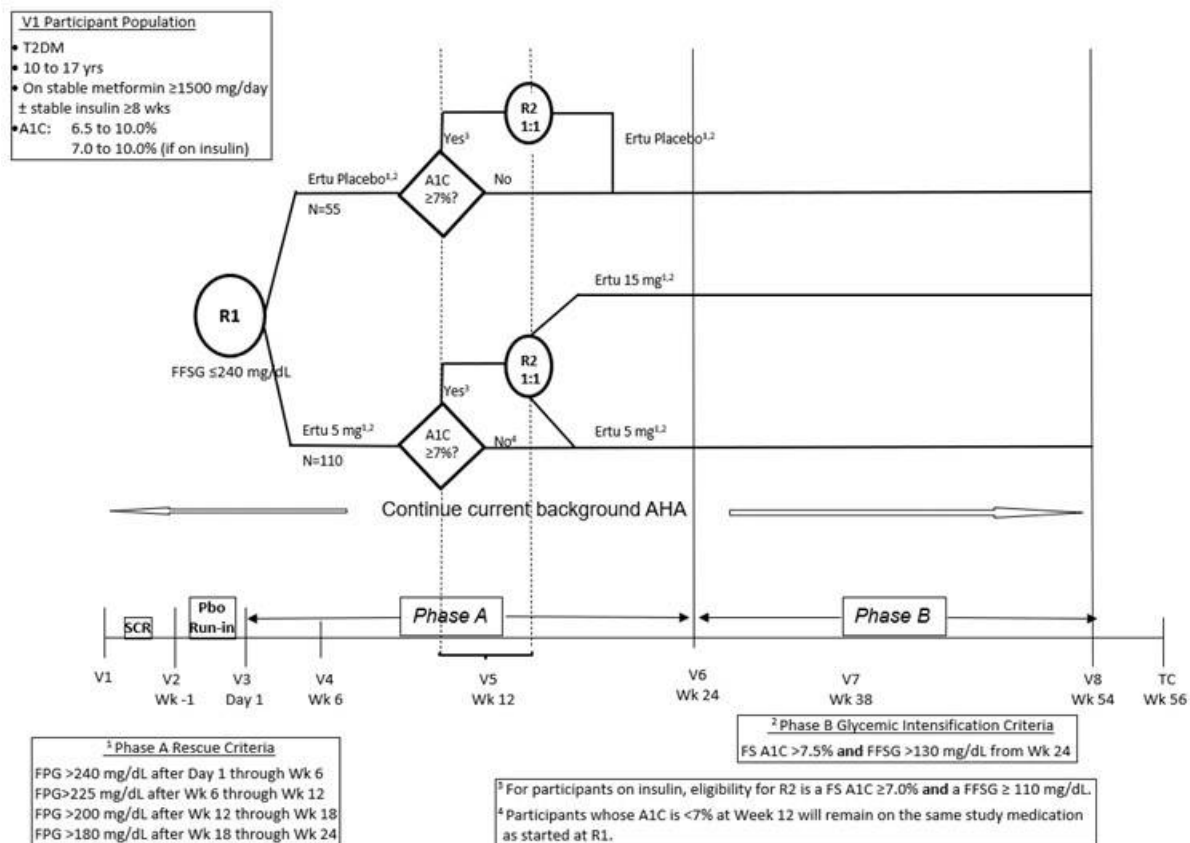 V1 Participant Population
• T2DM
• 10 to 17 yrs
• On stable metformin ≥1500 mg/day
± stable insulin ≥8 wks
•A1C: 6.5 to 10.0%
7.0 to 10.0% (if on insulin)
R2
1:1
Yes³
Ertu Placebo¹,²
Ertu Placebo¹,²
A1C
≥7%?
No
N=55
Ertu 15 mg¹,²
R1
R2
1:1
FFSG ≤240 mg/dL
Yes³
Ertu 5 mg¹,²
A1C
≥7%?
No⁴
Ertu 5 mg¹,²
N=110
Continue current background AHA
SCR
Pbo
Run-in
Phase A
Phase B
V1
V2
Wk -1
V3
Day 1
V4
Wk 6
V5
Wk 12
V6
Wk 24
V7
Wk 38
V8
Wk 54
TC
Wk 56
¹ Phase A Rescue Criteria
FPG >240 mg/dL after Day 1 through Wk 6
FPG>225 mg/dL after Wk 6 through Wk 12
FPG >200 mg/dL after Wk 12 through Wk 18
FPG >180 mg/dL after Wk 18 through Wk 24
² Phase B Glycemic Intensification Criteria
FS A1C >7.5% and FFSG >130 mg/dL from Wk 24
³ For participants on insulin, eligibility for R2 is a FS A1C ≥7.0% and a FFSG ≥ 110 mg/dL.
⁴ Participants whose A1C is <7% at Week 12 will remain on the same study medication
as started at R1.